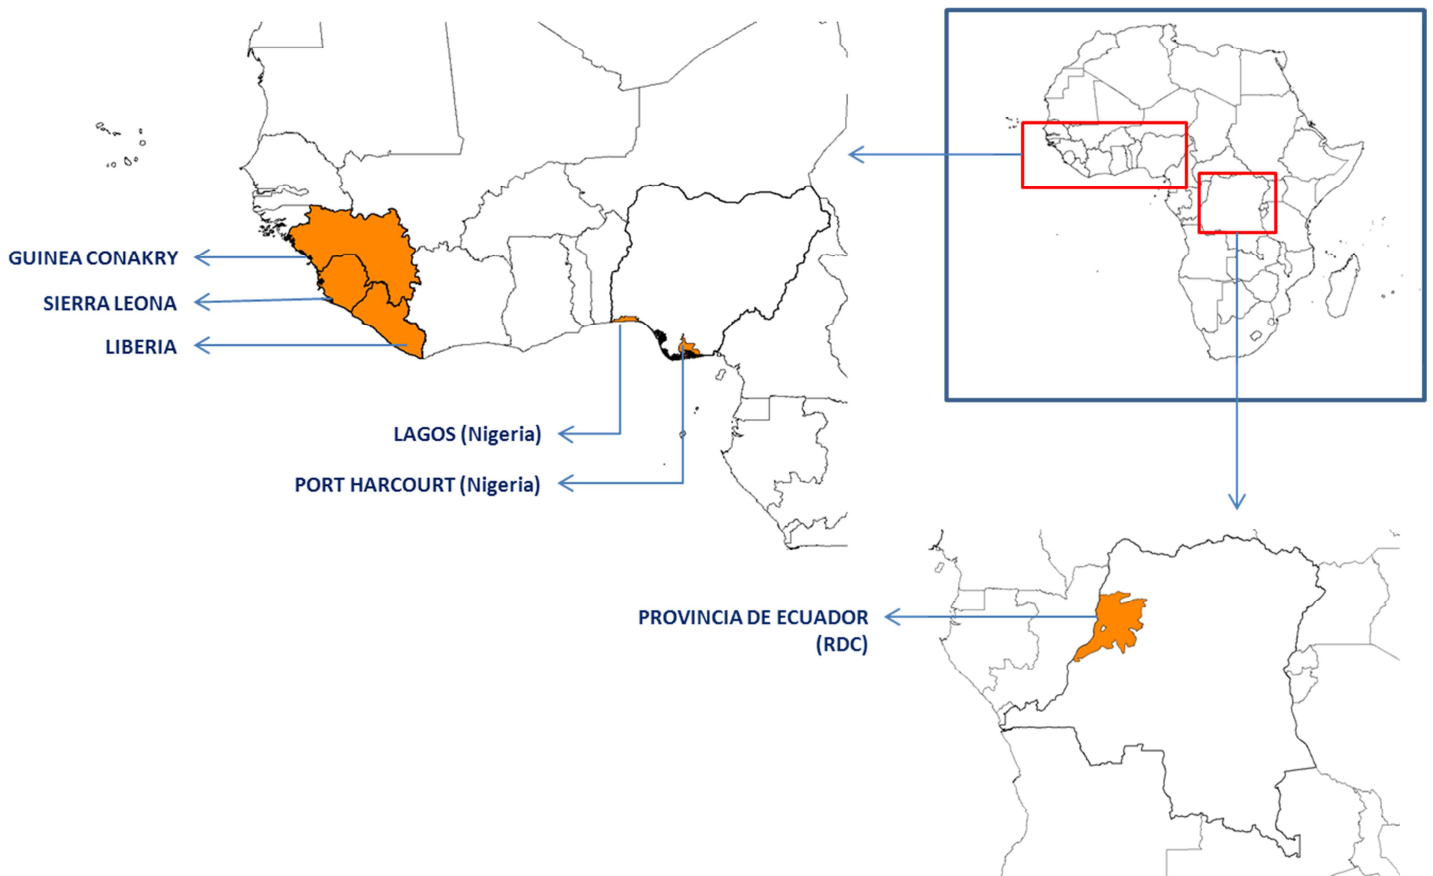 GUINEA CONAKRY
SIERRA LEONA
LIBERIA
LAGOS (Nigeria)
PORT HARCOURT (Nigeria)
PROVINCIA DE ECUADOR
(RDC)